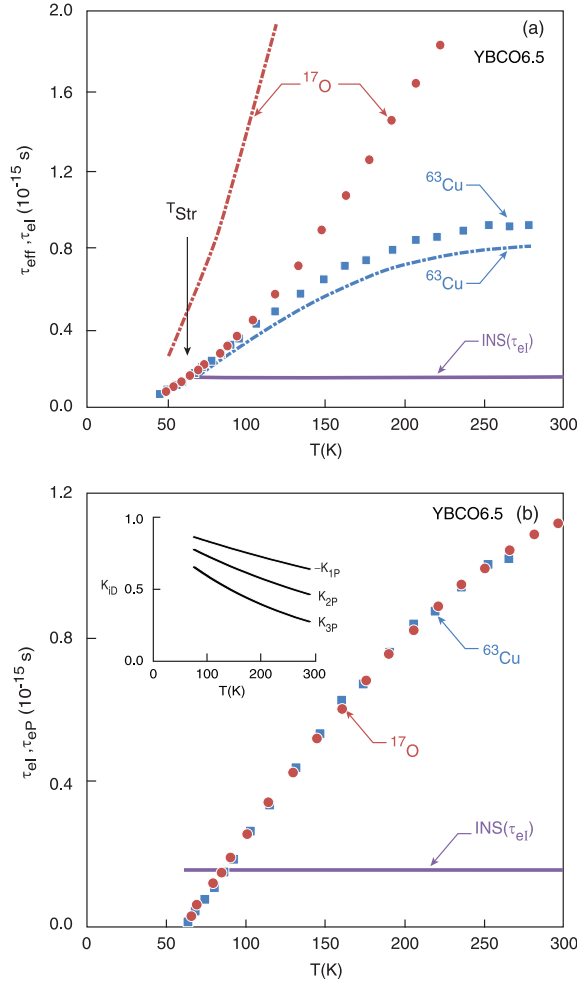 (a)
YBCO6.5
2.0
1.6
1.2
0.8
0.4
0.0
τeff ,τel (10-15 s)
17O
TStr
63Cu
63Cu
INS(τel)
0 50 100 150 200 250 300
T(K)
(b)
YBCO6.5
1.2
0.8
0.4
0.0
τel ,τeP (10-15 s)
1.0
0.5
0.0
KiD
–K1P
K2P
K3P
0 100 200 300
T(K)
63Cu
17O
INS(τel)
0 50 100 150 200 250 300
T(K)